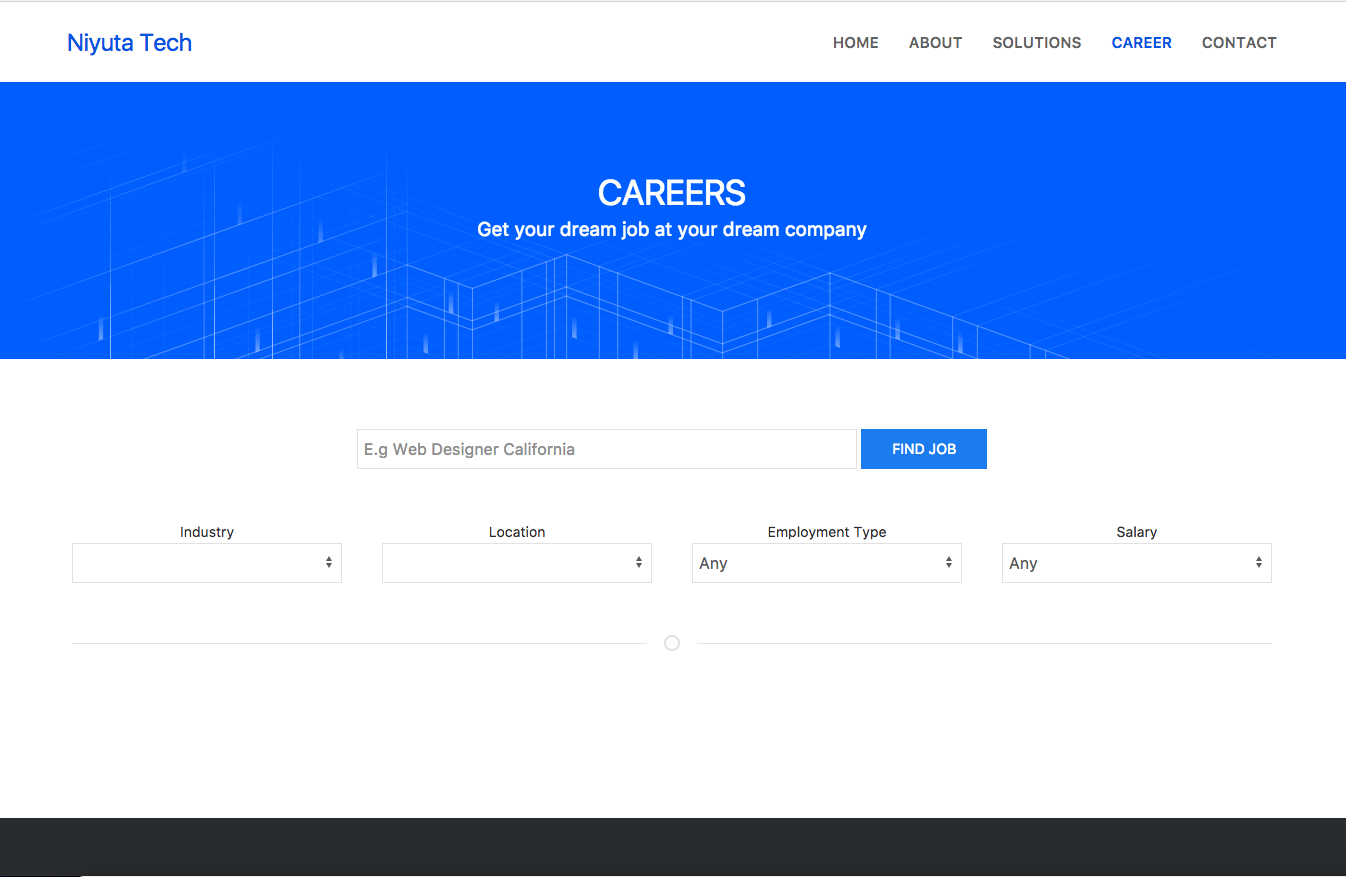 Niyuta Tech
HOME ABOUT SOLUTIONS CAREER CONTACT
CAREERS
Get your dream job at your dream company
E.g Web Designer California
FIND JOB
Industry
Location
Employment Type
Any
Salary
Any